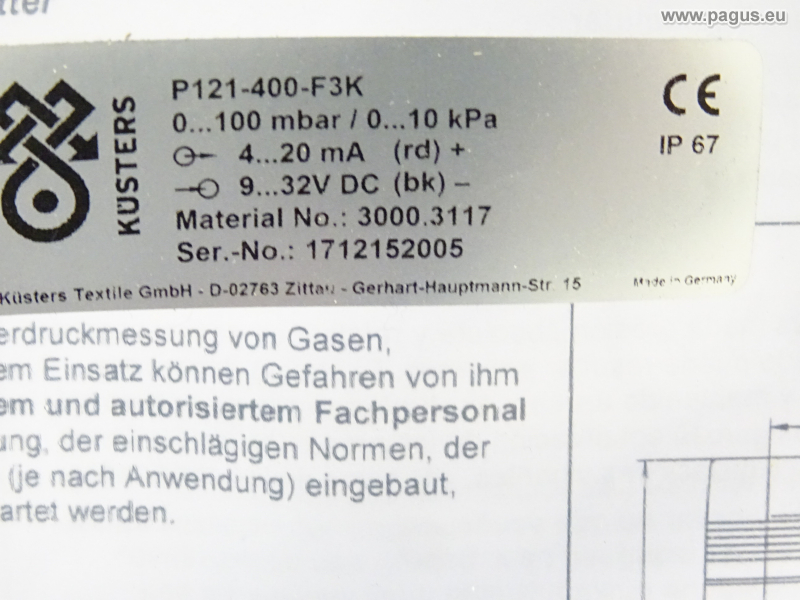 www.pagus.eu
P121-400-F3K
0...100 mbar / 0...10 kPa
4...20 mA (rd) +
9...32V DC (bk) –
Material No.: 3000.3117
Ser.-No.: 1712152005
KÜSTERS
CE
IP 67
Küsters Textile GmbH - D-02763 Zittau - Gerhart-Hauptmann-Str. 15
Made in Germany
erdruckmessung von Gasen,
em Einsatz können Gefahren von ihm
em und autorisiertem Fachpersonal
ung, der einschlägigen Normen, der
(je nach Anwendung) eingebaut,
artet werden.